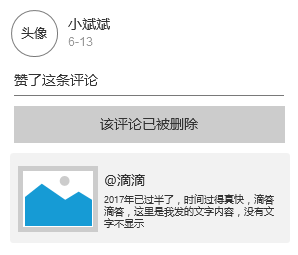 头像
小斌斌
6-13
赞了这条评论
该评论已被删除
@滴滴
2017年已过半了，时间过得真快，滴答
滴答，这里是我发的文字内容，没有文
字不显示